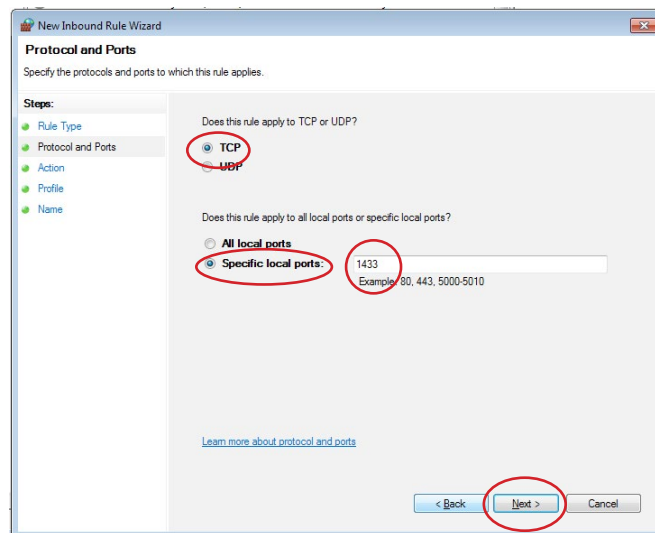 New Inbound Rule Wizard
Protocol and Ports
Specify the protocols and ports to which this rule applies.
Steps:
Rule Type
Protocol and Ports
Action
Profile
Name
Does this rule apply to TCP or UDP?
TCP
UDP
Does this rule apply to all local ports or specific local ports?
All local ports
Specific local ports:
1433
Example: 80, 443, 5000-5010
Learn more about protocol and ports
< Back
Next >
Cancel